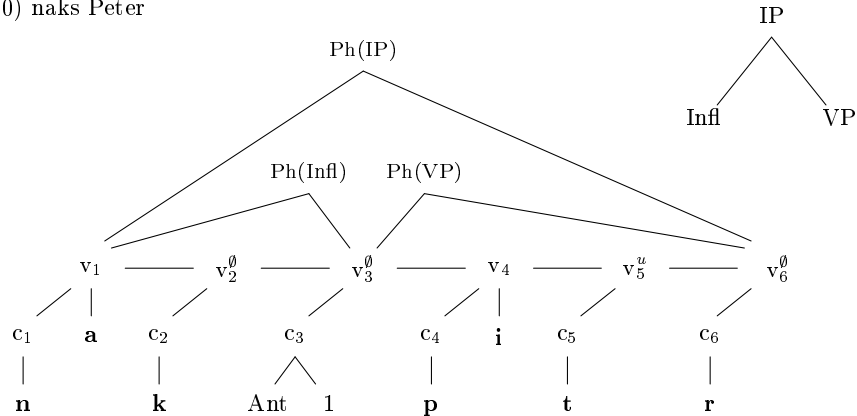 0) naks Peter
IP
Ph(IP)
Infl VP
Ph(Infl) Ph(VP)
v₁ v₂^∅ v₃^∅ v₄ v₅^u v₆^∅
c₁ a c₂ c₃ c₄ i c₅ c₆
n k Ant 1 p t r